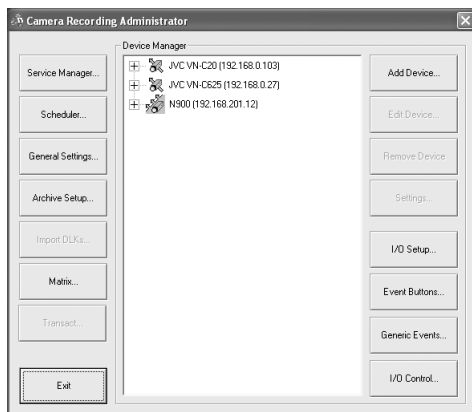 Camera Recording Administrator
Device Manager
Service Manager...
Scheduler...
General Settings...
Archive Setup...
Import DLKs...
Matrix...
Transact...
Exit
JVC VN-C20 (192.168.0.103)
JVC VN-C625 (192.168.0.27)
N900 (192.168.201.12)
Add Device...
Edit Device...
Remove Device
Settings...
I/O Setup...
Event Buttons...
Generic Events...
I/O Control...